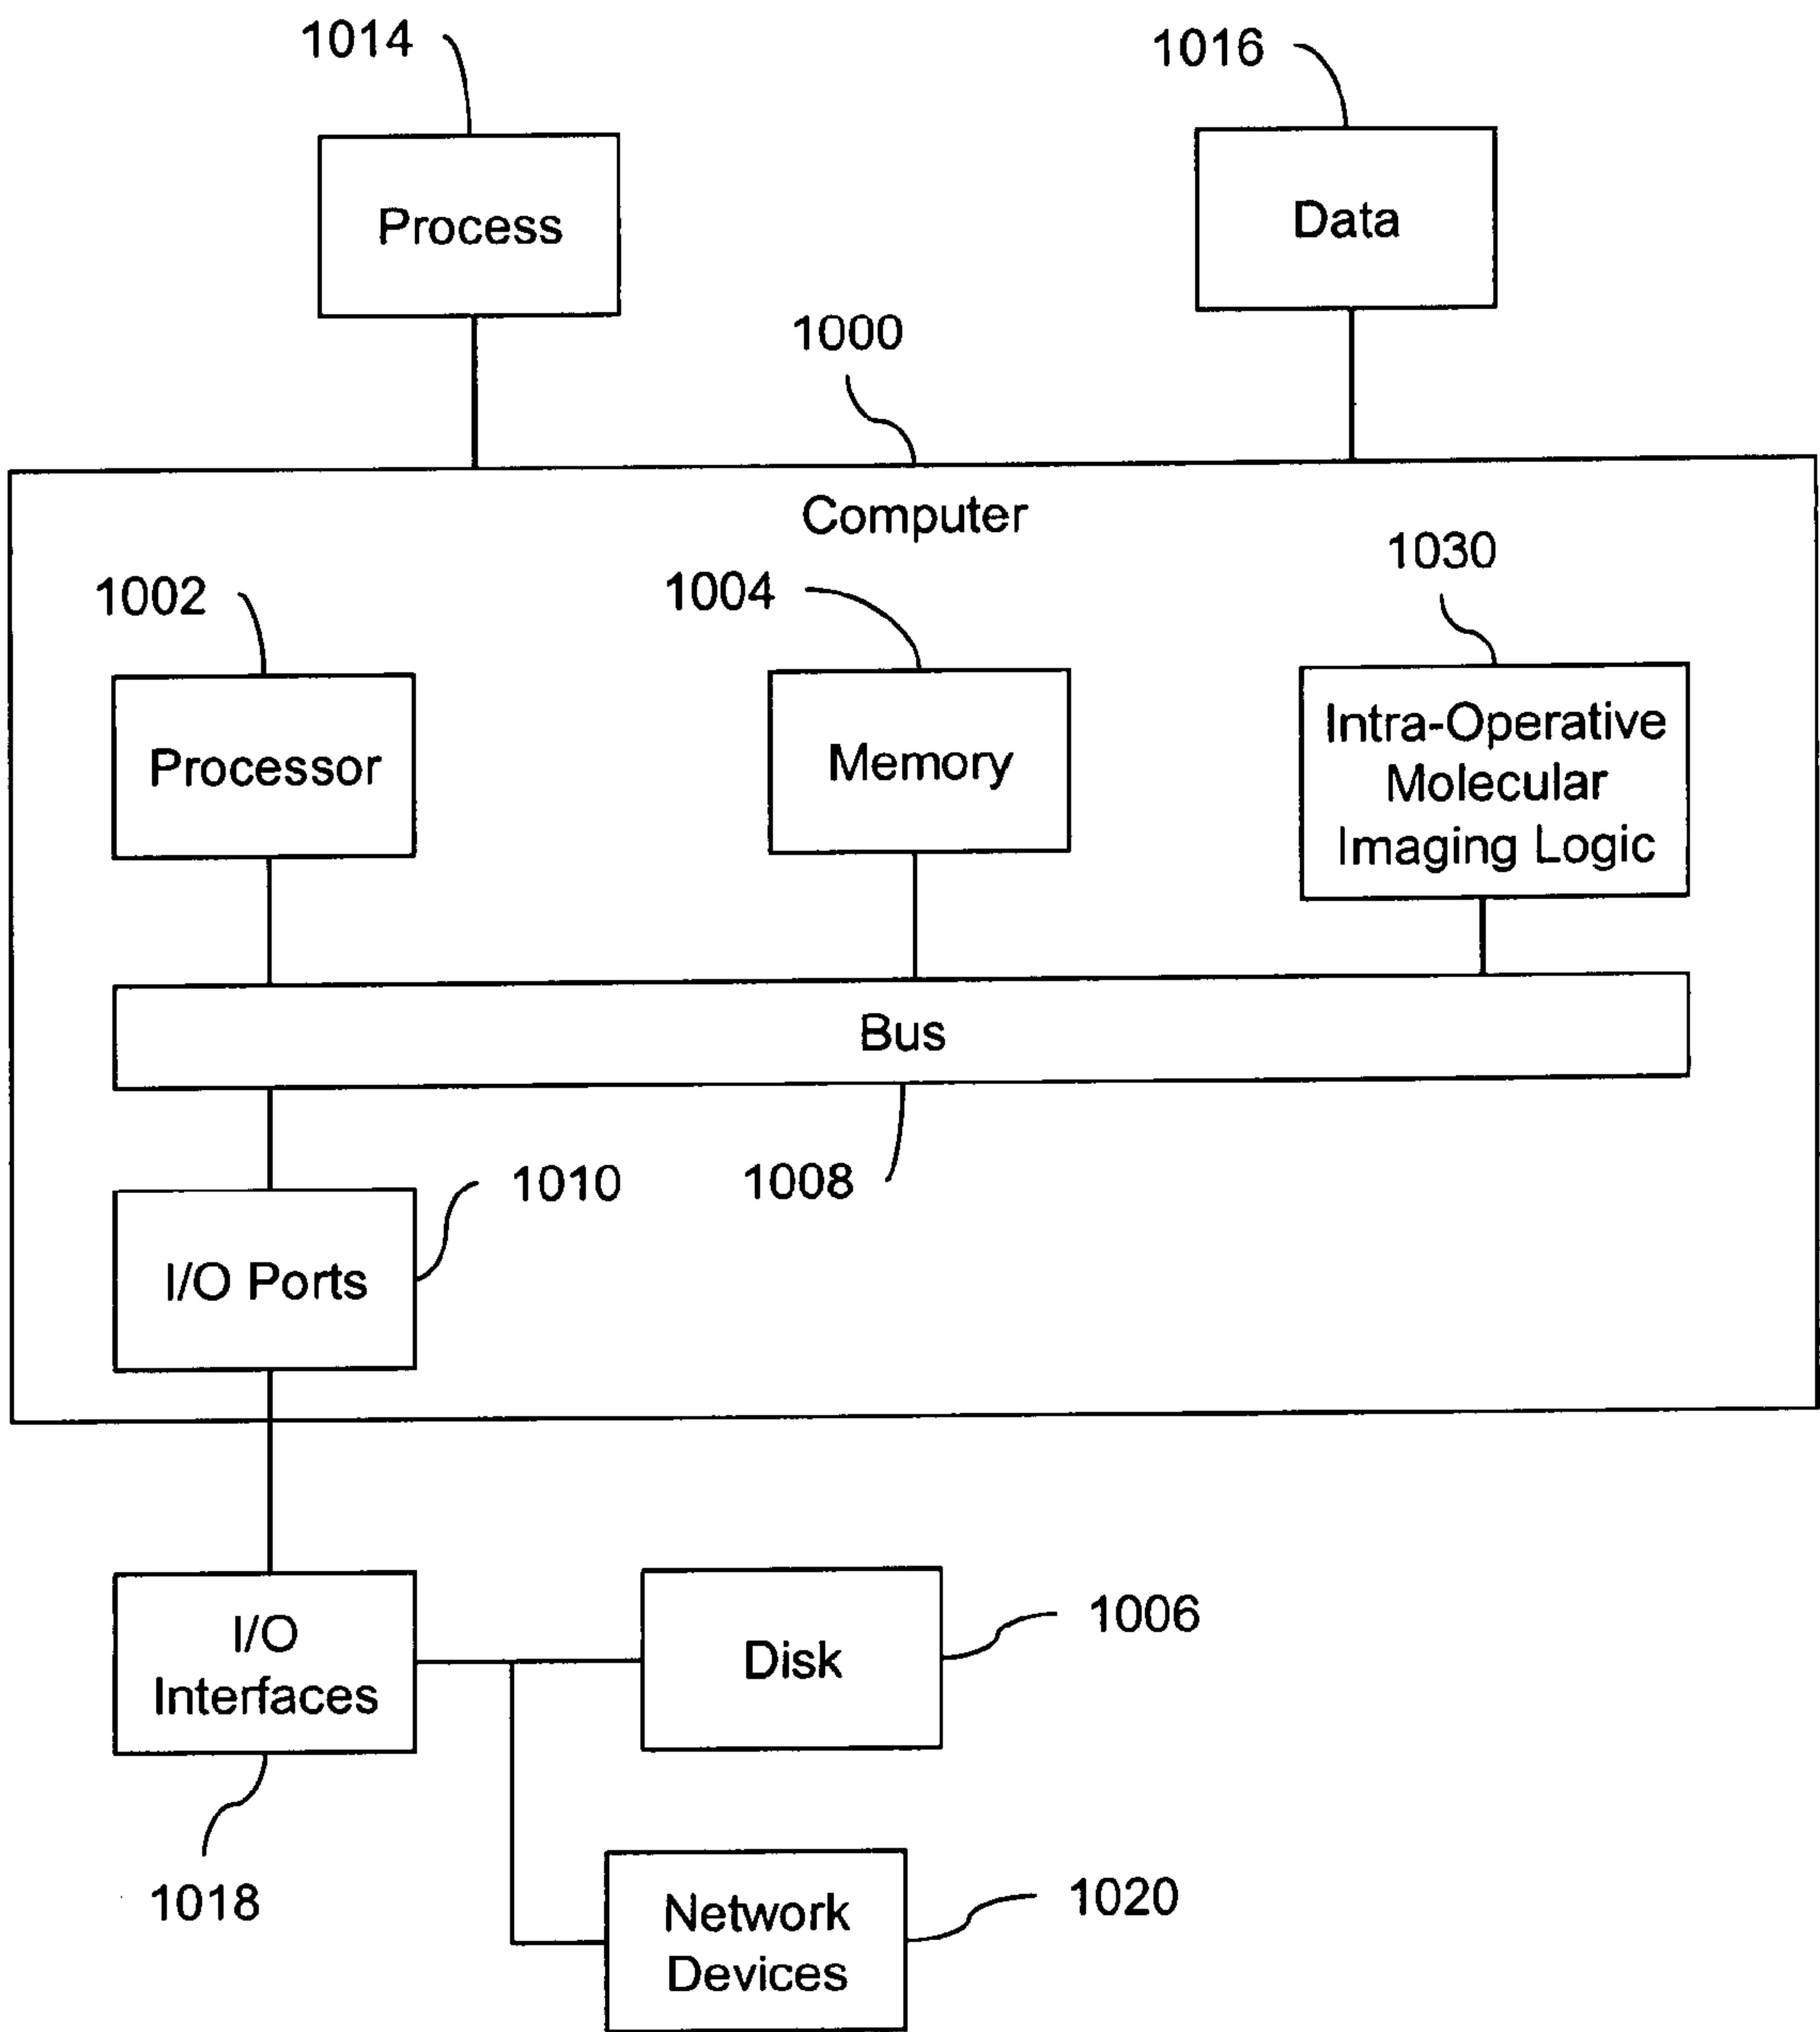 1014
1016
Process
Data
1000
Computer
1002
1004
1030
Processor
Memory
Intra-Operative
Molecular
Imaging Logic
Bus
1010
1008
I/O Ports
I/O
Interfaces
Disk
1006
1018
Network
Devices
1020